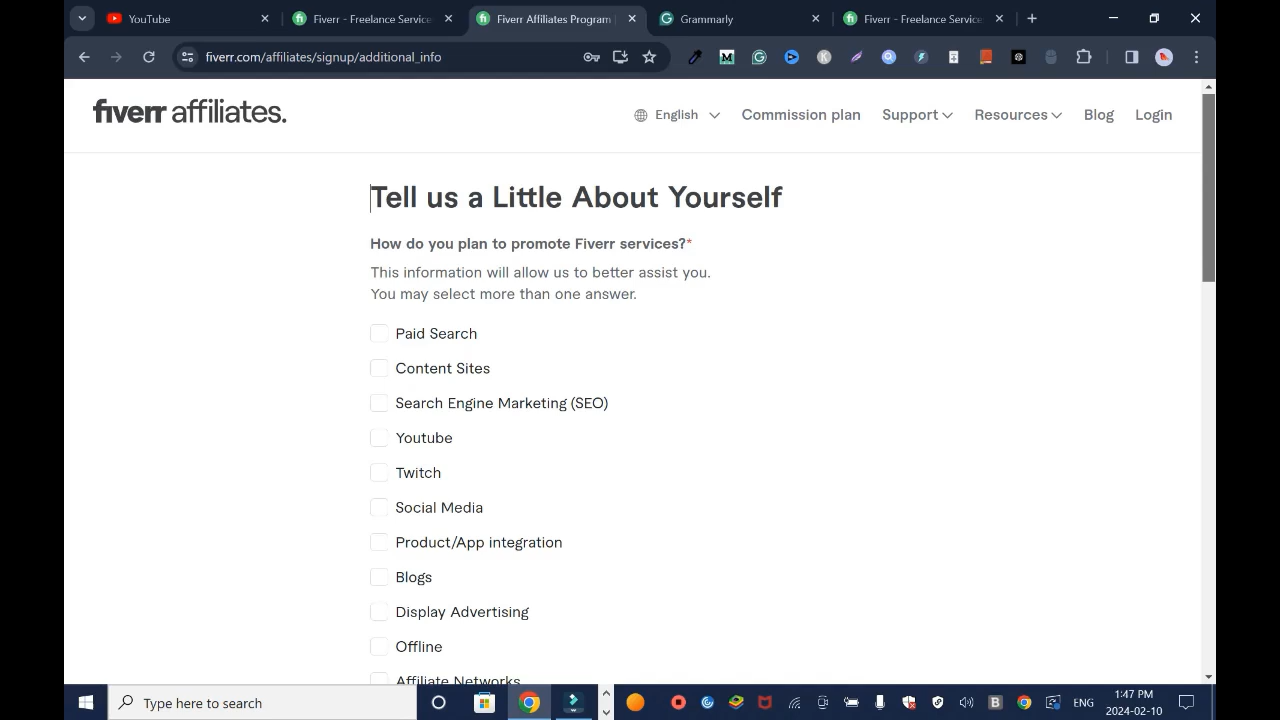 YouTube
Fiverr - Freelance Service
Fiverr Affiliates Program
Grammarly
Fiverr - Freelance Service
fiverr.com/affiliates/signup/additional_info
fiverr affiliates.
English
Commission plan
Support
Resources
Blog
Login
Tell us a Little About Yourself
How do you plan to promote Fiverr services?*
This information will allow us to better assist you.
You may select more than one answer.
Paid Search
Content Sites
Search Engine Marketing (SEO)
Youtube
Twitch
Social Media
Product/App integration
Blogs
Display Advertising
Offline
Affiliate Networks
Type here to search
ENG
1:47 PM
2024-02-10